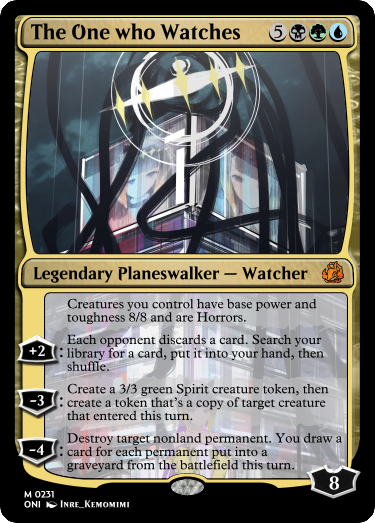 The One who Watches 5
Legendary Planeswalker — Watcher
Creatures you control have base power and
toughness 8/8 and are Horrors.
+2: Each opponent discards a card. Search your
library for a card, put it into your hand, then
shuffle.
-3: Create a 3/3 green Spirit creature token, then
create a token that's a copy of target creature
that entered this turn.
-4: Destroy target nonland permanent. You draw a
card for each permanent put into a
graveyard from the battlefield this turn.
8
M 0231
ONI Inre_Kemomimi